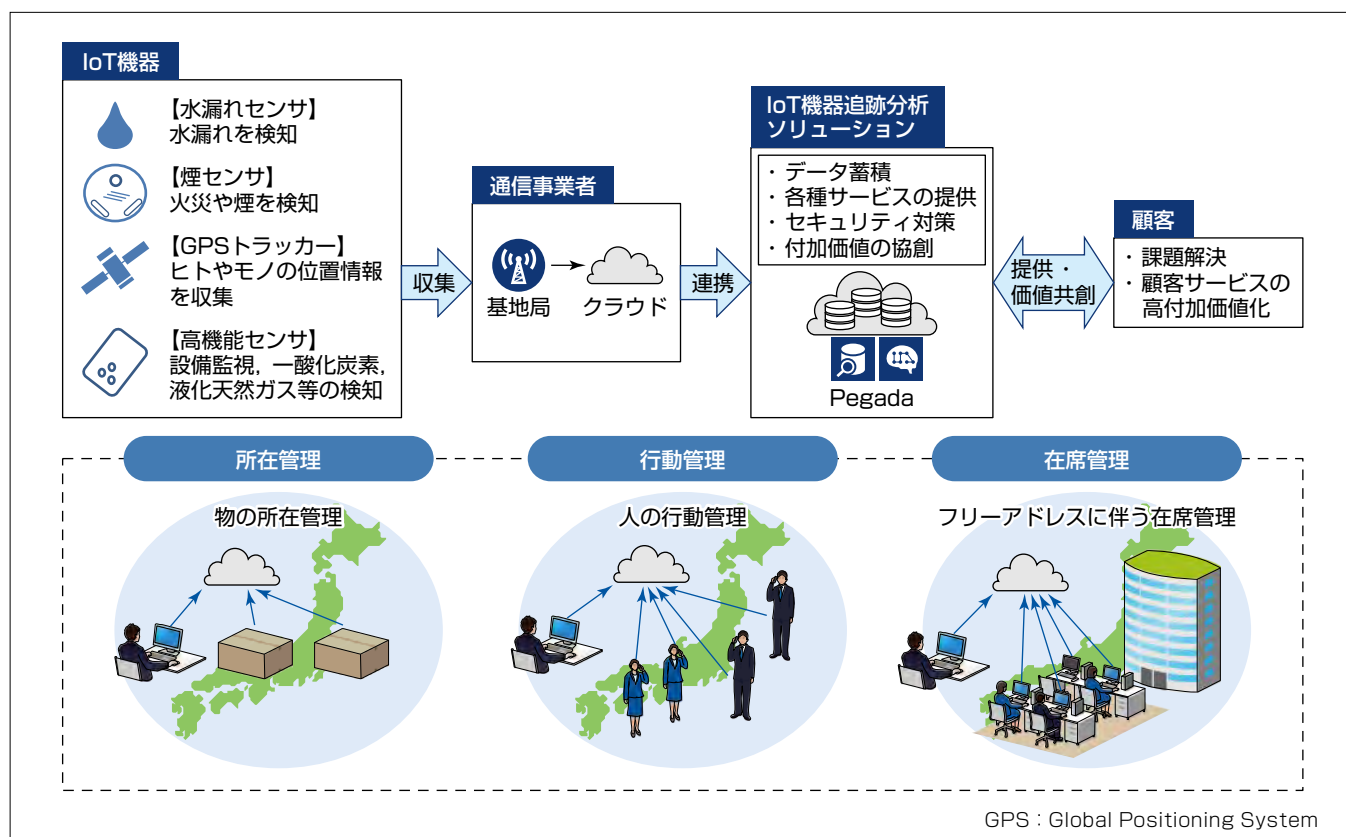 IoT機器
【水漏れセンサ】
水漏れを検知
【煙センサ】
火災や煙を検知
【GPSトラッカー】
ヒトやモノの位置情報
を収集
【高機能センサ】
設備監視，一酸化炭素，
液化天然ガス等の検知
収集
通信事業者
基地局
クラウド
連携
IoT機器追跡分析
ソリューション
・データ蓄積
・各種サービスの提供
・セキュリティ対策
・付加価値の協創
Pegada
提供・
価値共創
顧客
・課題解決
・顧客サービスの
高付加価値化
所在管理
物の所在管理
行動管理
人の行動管理
在席管理
フリーアドレスに伴う在席管理
GPS：Global Positioning System